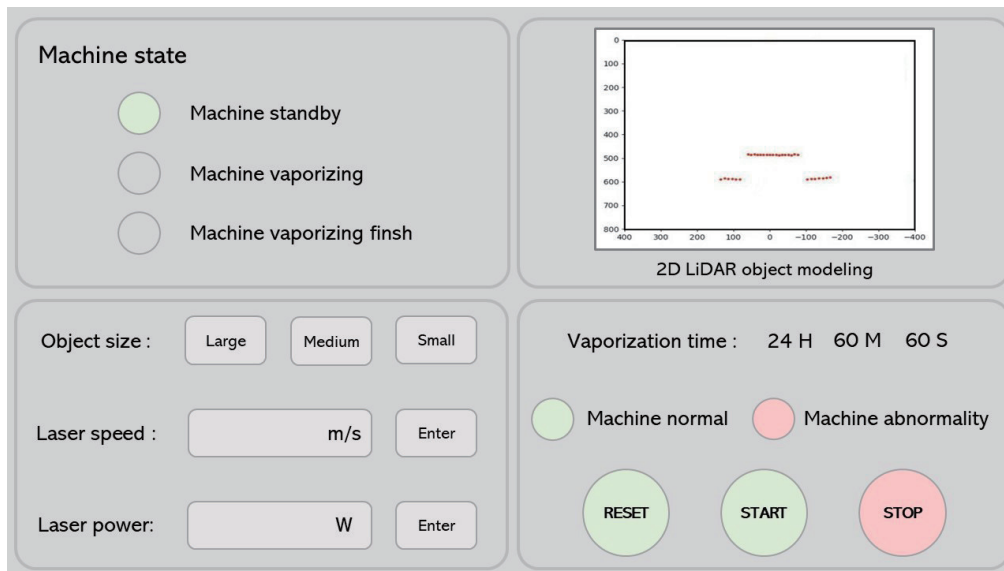 Machine state
Machine standby
Machine vaporizing
Machine vaporizing finsh
0
100
200
300
400
500
600
700
800
400 300 200 100 0 −100 −200 −300 −400
2D LiDAR object modeling
Object size : Large Medium Small
Laser speed : m/s Enter
Laser power: W Enter
Vaporization time : 24 H 60 M 60 S
Machine normal Machine abnormality
RESET START STOP